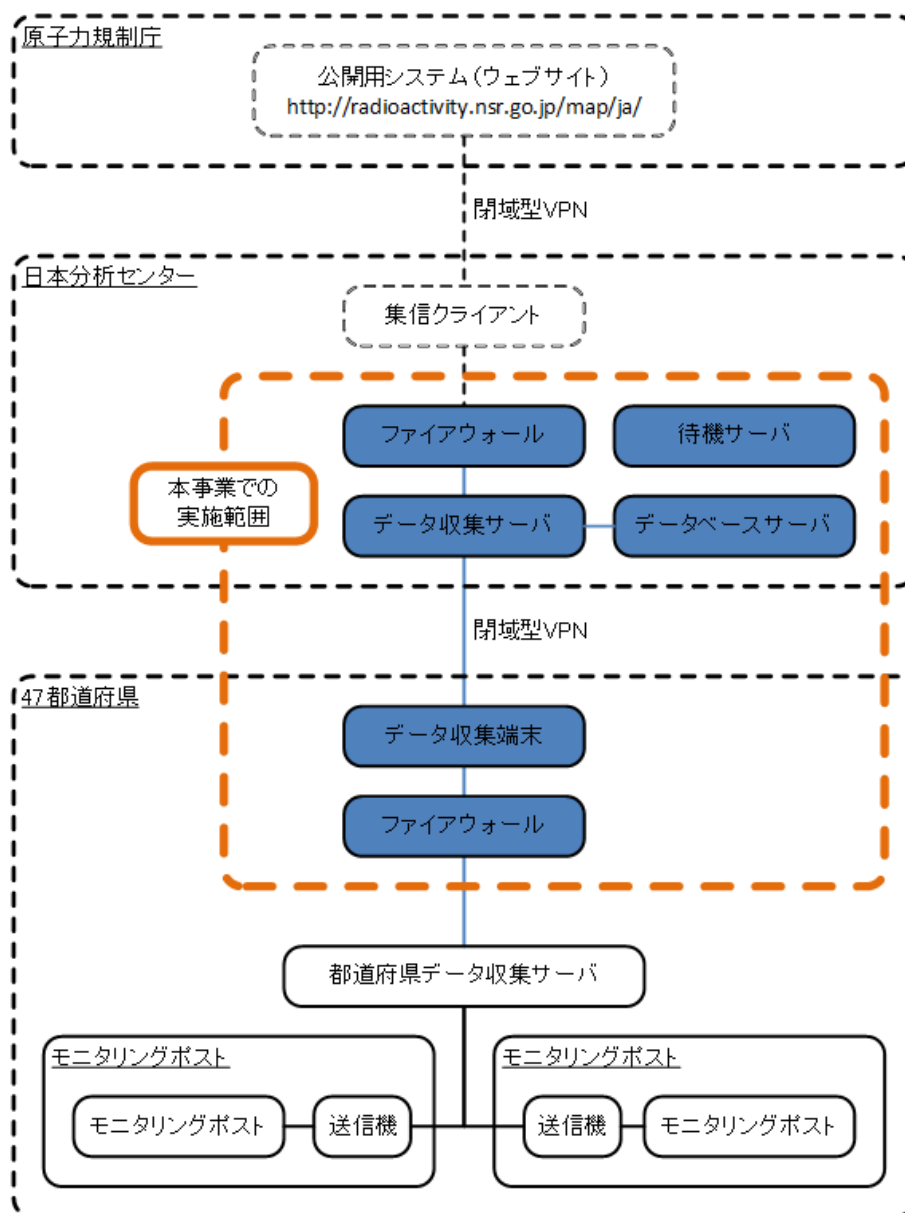 原子力規制庁
公開用システム（ウェブサイト）
http://radioactivity.nsr.go.jp/map/ja/
閉域型VPN
日本分析センター
集信クライアント
ファイアウォール
待機サーバ
本事業での
実施範囲
データ収集サーバ
データベースサーバ
閉域型VPN
47都道府県
データ収集端末
ファイアウォール
都道府県データ収集サーバ
モニタリングポスト
モニタリングポスト
モニタリングポスト
送信機
送信機
モニタリングポスト